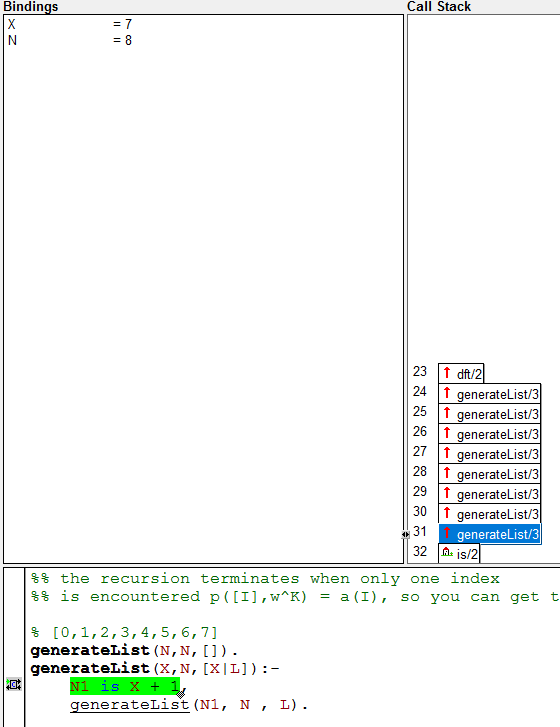 Bindings
X = 7
N = 8
Call Stack
23 dft/2
24 generateList/3
25 generateList/3
26 generateList/3
27 generateList/3
28 generateList/3
29 generateList/3
30 generateList/3
31 generateList/3
32 is/2
%% the recursion terminates when only one index
%% is encountered p([I],w^K) = a(I), so you can get t
% [0,1,2,3,4,5,6,7]
generateList(N,N,[]).
generateList(X,N,[X|L]):-
N1 is X + 1,
generateList(N1, N , L).